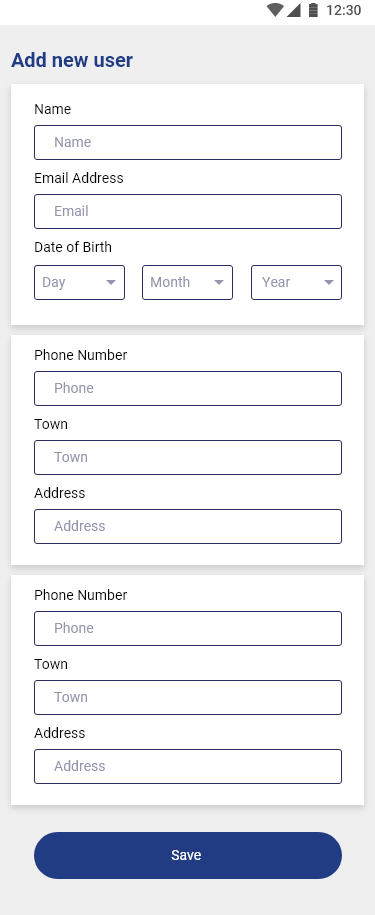 12:30
Add new user
Name
Name
Email Address
Email
Date of Birth
Day Month Year
Phone Number
Phone
Town
Town
Address
Address
Phone Number
Phone
Town
Town
Address
Address
Save